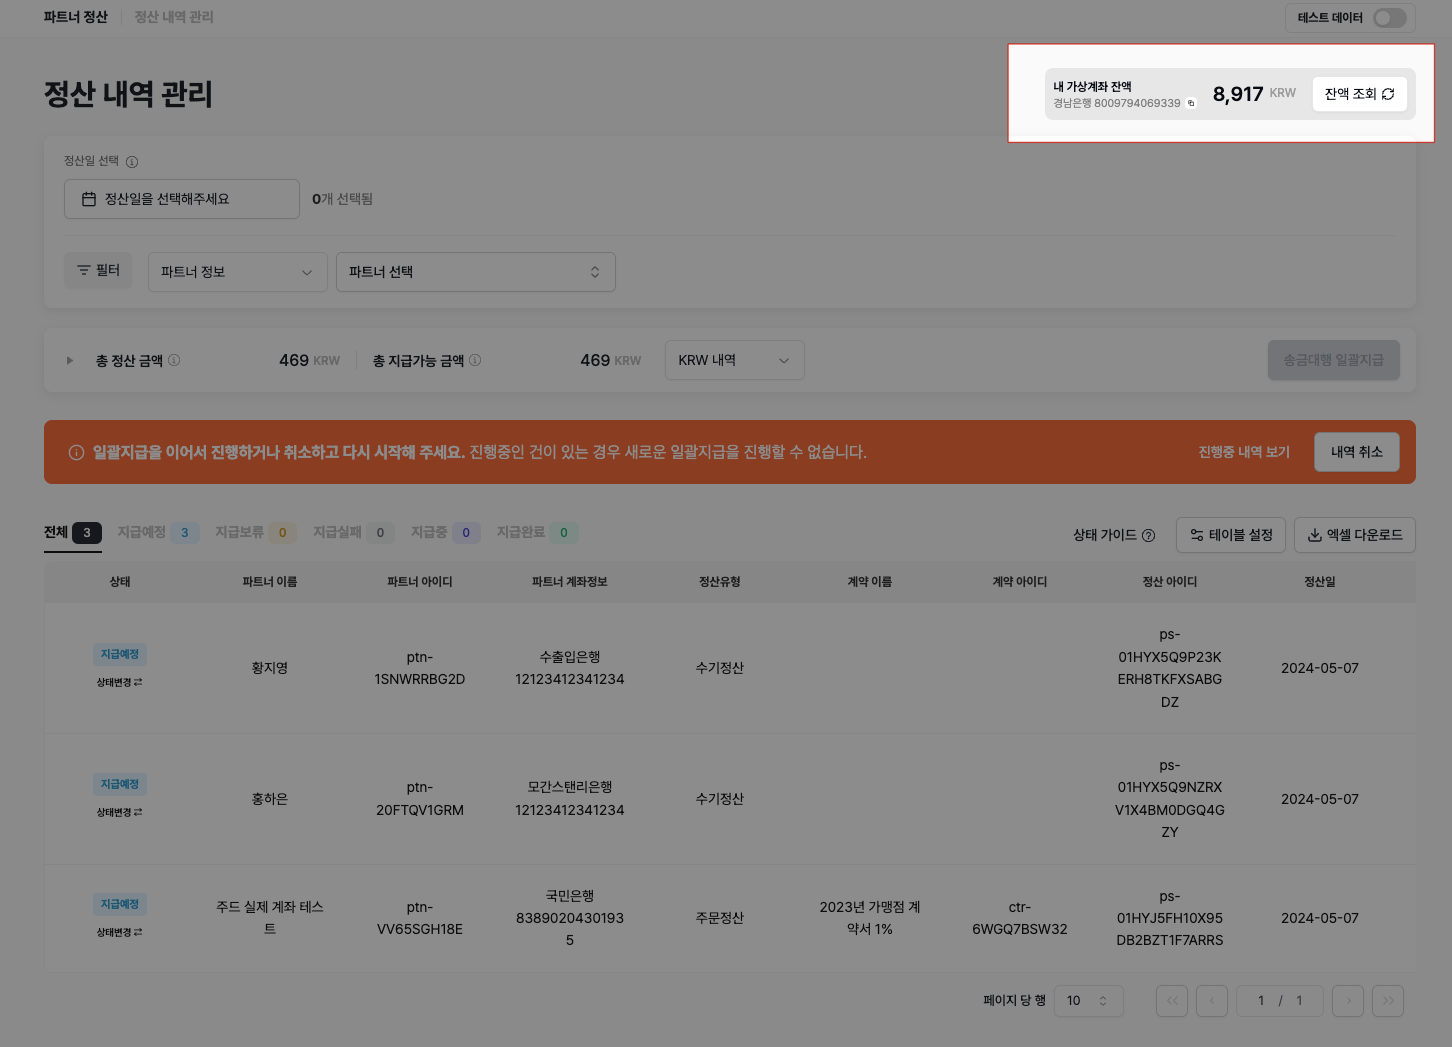 파트너 정산
정산 내역 관리
테스트 데이터
정산 내역 관리
내 가상계좌 잔액
경남은행 8009794069339
8,917 KRW
잔액 조회
정산일 선택
정산일을 선택해주세요
0개 선택됨
필터
파트너 정보
파트너 선택
총 정산 금액
469 KRW
총 지급가능 금액
469 KRW
KRW 내역
송금대행 일괄지급
일괄지급을 이어서 진행하거나 취소하고 다시 시작해 주세요. 진행중인 건이 있는 경우 새로운 일괄지급을 진행할 수 없습니다.
진행중 내역 보기
내역 취소
전체 3
지급예정 3
지급보류 0
지급실패 0
지급중 0
지급완료 0
상태 가이드
테이블 설정
엑셀 다운로드
상태
파트너 이름
파트너 아이디
파트너 계좌정보
정산유형
계약 이름
계약 아이디
정산 아이디
정산일
지급예정
상태변경
황지영
ptn-
1SNWRRBG2D
수출입은행
12123412341234
수기정산
ps-
01HYX5Q9P23K
ERH8TKFXSABG
DZ
2024-05-07
지급예정
상태변경
홍하은
ptn-
20FTQV1GRM
모간스탠리은행
12123412341234
수기정산
ps-
01HYX5Q9NZRX
V1X4BM0DGQ4G
ZY
2024-05-07
지급예정
상태변경
주드 실제 계좌 테스
트
ptn-
VV65SGH18E
국민은행
8389020430193
5
주문정산
2023년 가맹점 계
약서 1%
ctr-
6WGQ7BSW32
ps-
01HYJ5FH10X95
DB2BZT1F7ARRS
2024-05-07
페이지 당 행
10
1 / 1